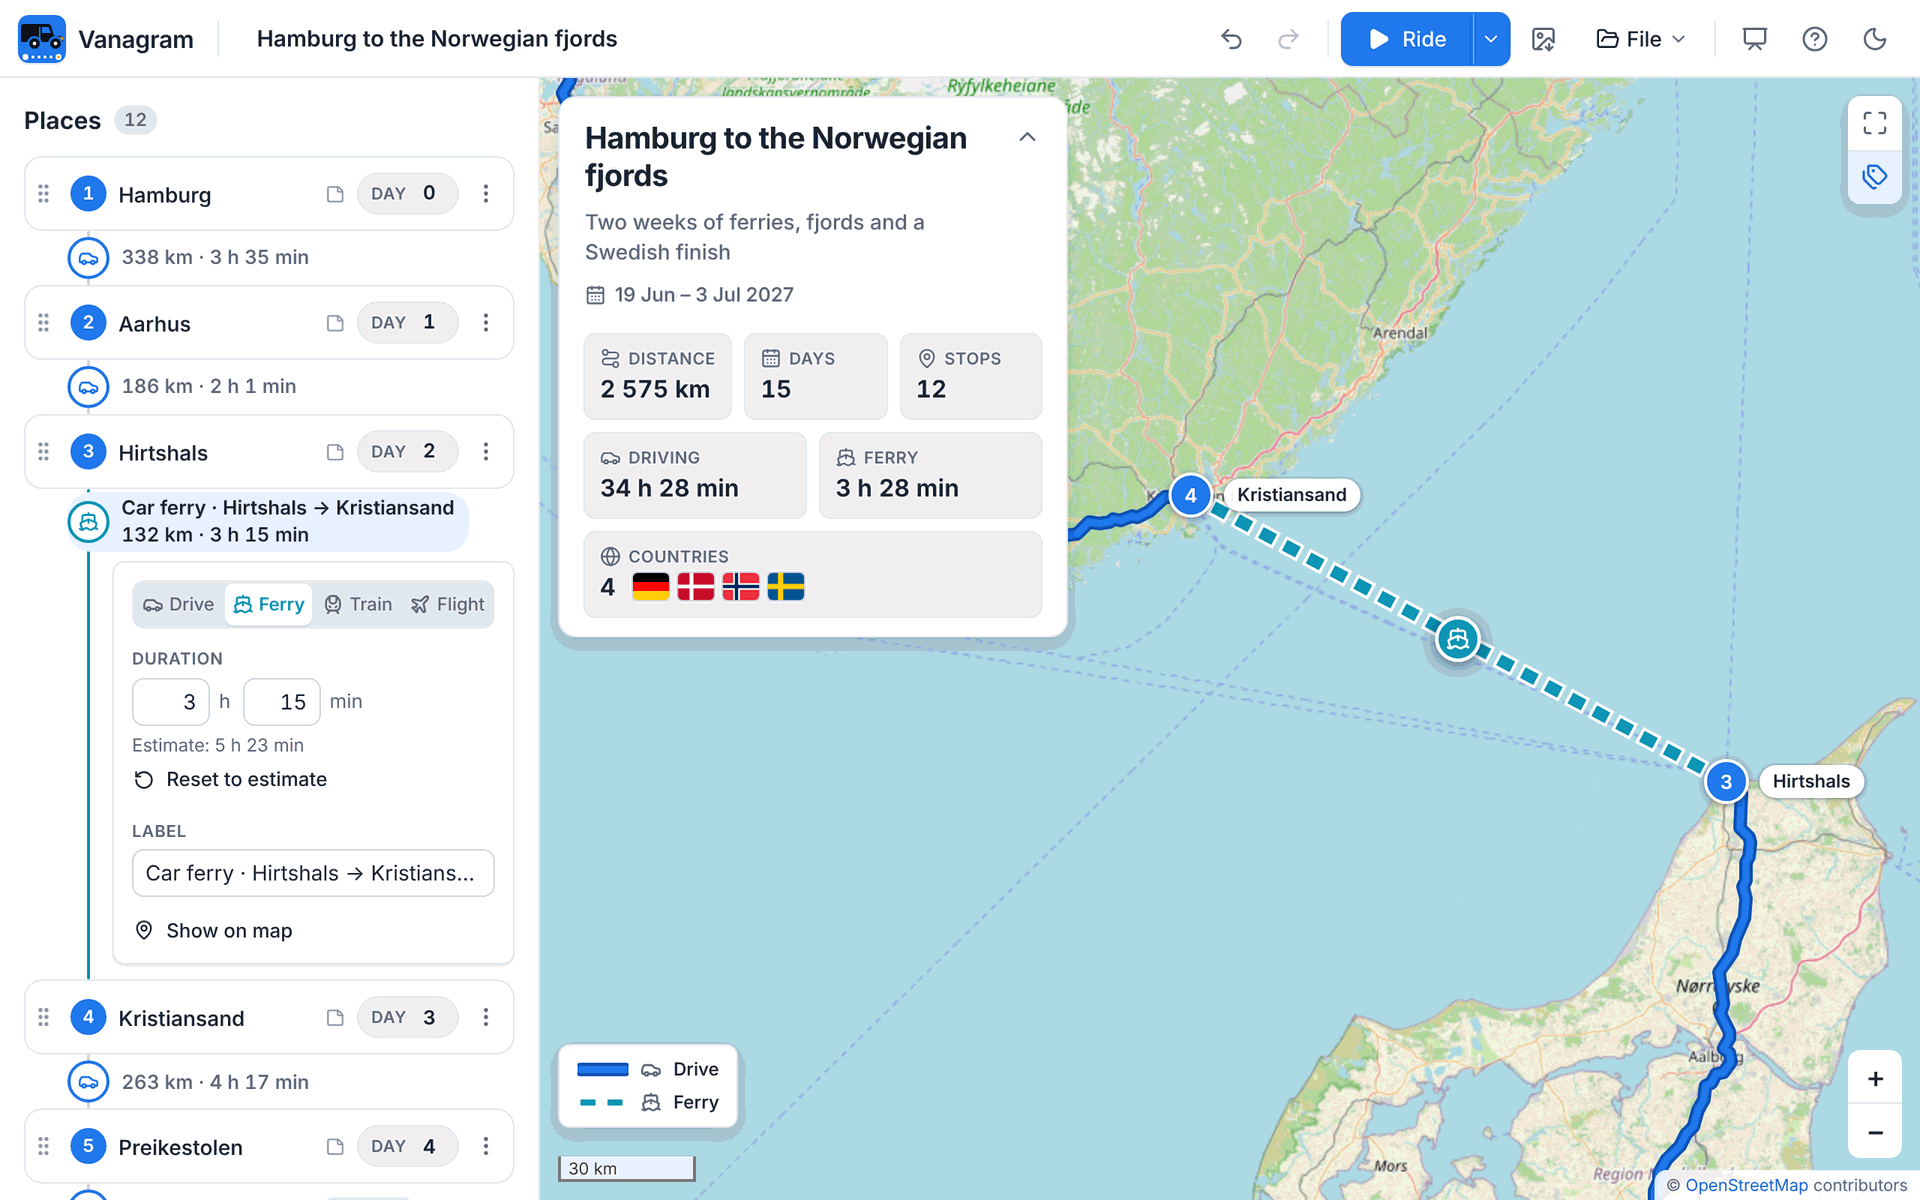 Vanagram
Hamburg to the Norwegian fjords
Ride
File
Places 12
1 Hamburg DAY 0
338 km · 3 h 35 min
2 Aarhus DAY 1
186 km · 2 h 1 min
3 Hirtshals DAY 2
Car ferry · Hirtshals → Kristiansand
132 km · 3 h 15 min
Drive Ferry Train Flight
DURATION
3 h 15 min
Estimate: 5 h 23 min
Reset to estimate
LABEL
Car ferry · Hirtshals → Kristians...
Show on map
4 Kristiansand DAY 3
263 km · 4 h 17 min
5 Preikestolen DAY 4
Hamburg to the Norwegian
fjords
Two weeks of ferries, fjords and a
Swedish finish
19 Jun – 3 Jul 2027
DISTANCE
2 575 km
DAYS
15
STOPS
12
DRIVING
34 h 28 min
FERRY
3 h 28 min
COUNTRIES
4
landskansvernområde
Ryfylkeheiane
Arendal
4 Kristiansand
3 Hirtshals
Aalborg
Mors
Region
Drive
Ferry
30 km
+
−
© OpenStreetMap contributors